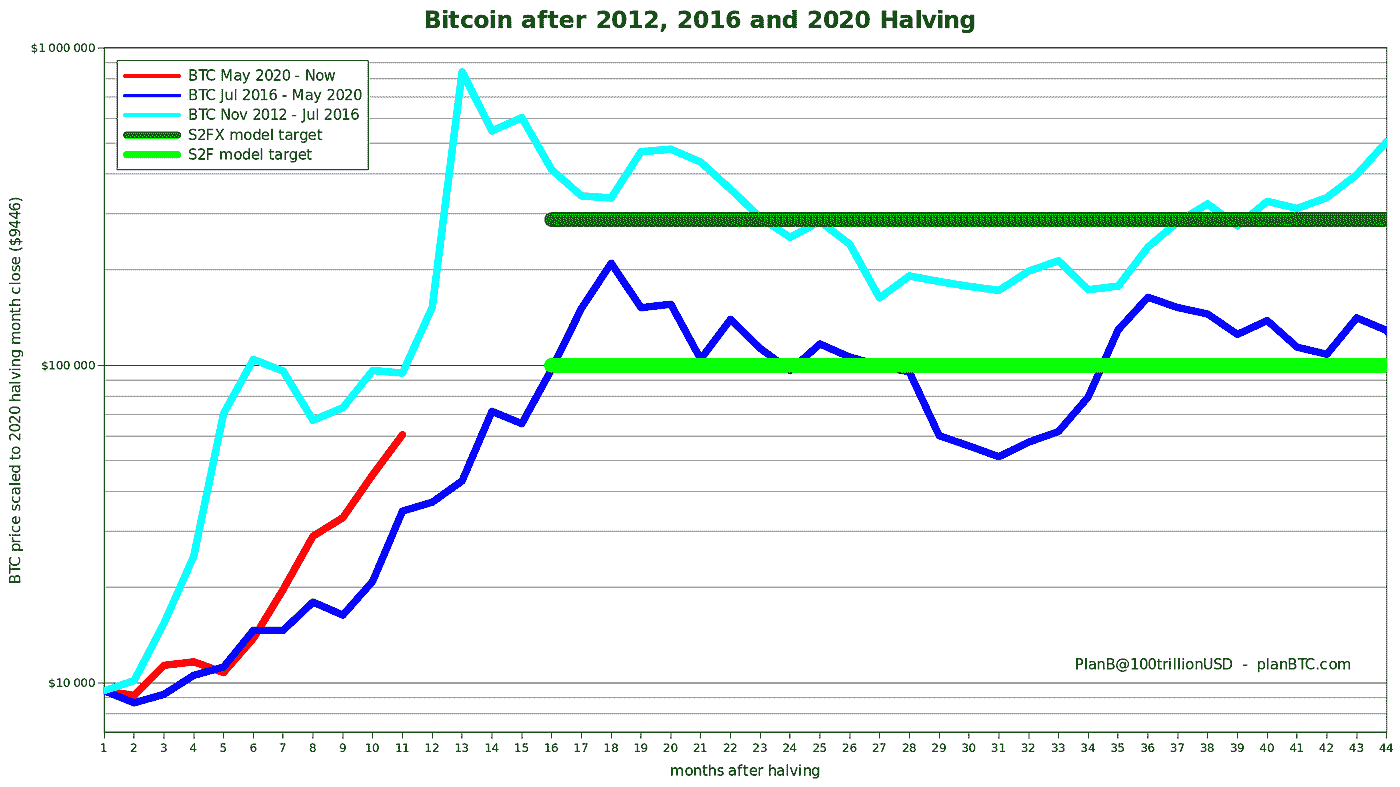 Bitcoin after 2012, 2016 and 2020 Halving
$1 000 000
BTC May 2020 - Now
BTC Jul 2016 - May 2020
BTC Nov 2012 - Jul 2016
S2FX model target
S2F model target
BTC price scaled to 2020 halving month close ($9446)
$100 000
PlanB@100trillionUSD - planBTC.com
$10 000
1 2 3 4 5 6 7 8 9 10 11 12 13 14 15 16 17 18 19 20 21 22 23 24 25 26 27 28 29 30 31 32 33 34 35 36 37 38 39 40 41 42 43 44
months after halving